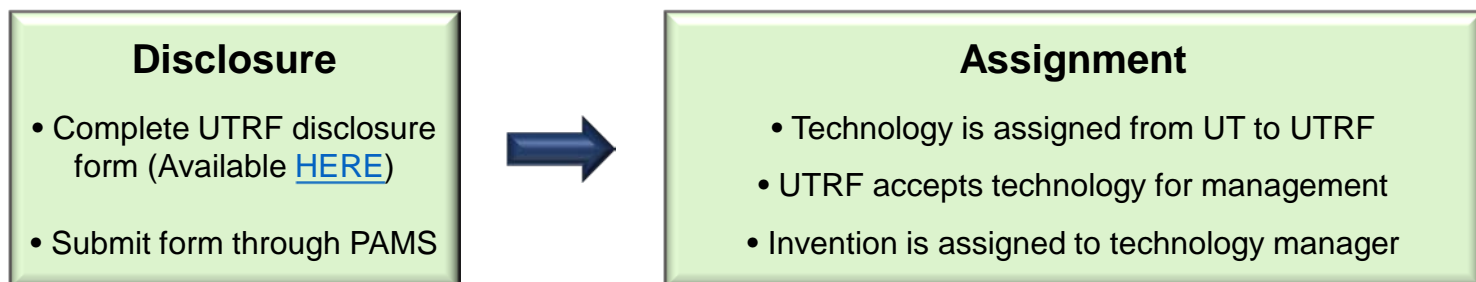 Disclosure
• Complete UTRF disclosure
form (Available HERE)
• Submit form through PAMS
Assignment
• Technology is assigned from UT to UTRF
• UTRF accepts technology for management
• Invention is assigned to technology manager